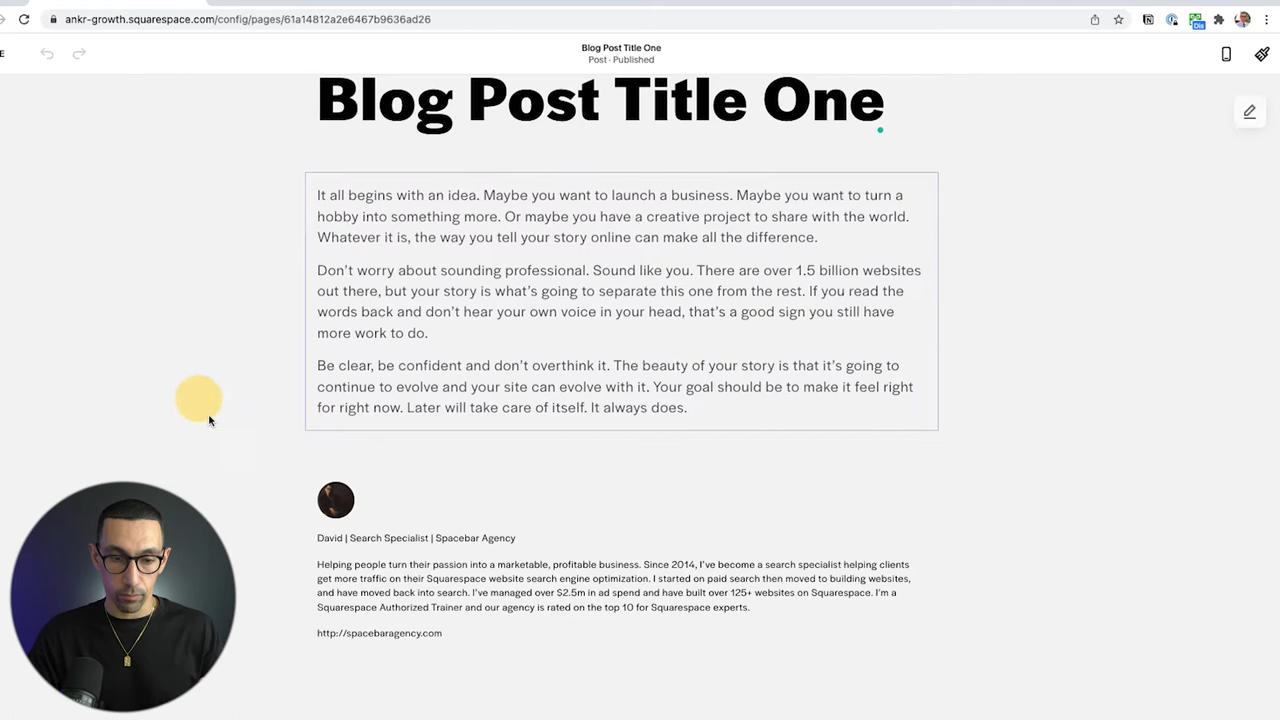 ankr-growth.squarespace.com/config/pages/61a14812a2e6467b9636ad26
Dis
E
Blog Post Title One
Post · Published
Blog Post Title One
It all begins with an idea. Maybe you want to launch a business. Maybe you want to turn a
hobby into something more. Or maybe you have a creative project to share with the world.
Whatever it is, the way you tell your story online can make all the difference.
Don't worry about sounding professional. Sound like you. There are over 1.5 billion websites
out there, but your story is what's going to separate this one from the rest. If you read the
words back and don't hear your own voice in your head, that's a good sign you still have
more work to do.
Be clear, be confident and don't overthink it. The beauty of your story is that it's going to
continue to evolve and your site can evolve with it. Your goal should be to make it feel right
for right now. Later will take care of itself. It always does.
David | Search Specialist | Spacebar Agency
Helping people turn their passion into a marketable, profitable business. Since 2014, I've become a search specialist helping clients
get more traffic on their Squarespace website search engine optimization. I started on paid search then moved to building websites,
and have moved back into search. I've managed over $2.5m in ad spend and have built over 125+ websites on Squarespace. I'm a
Squarespace Authorized Trainer and our agency is rated on the top 10 for Squarespace experts.
http://spacebaragency.com